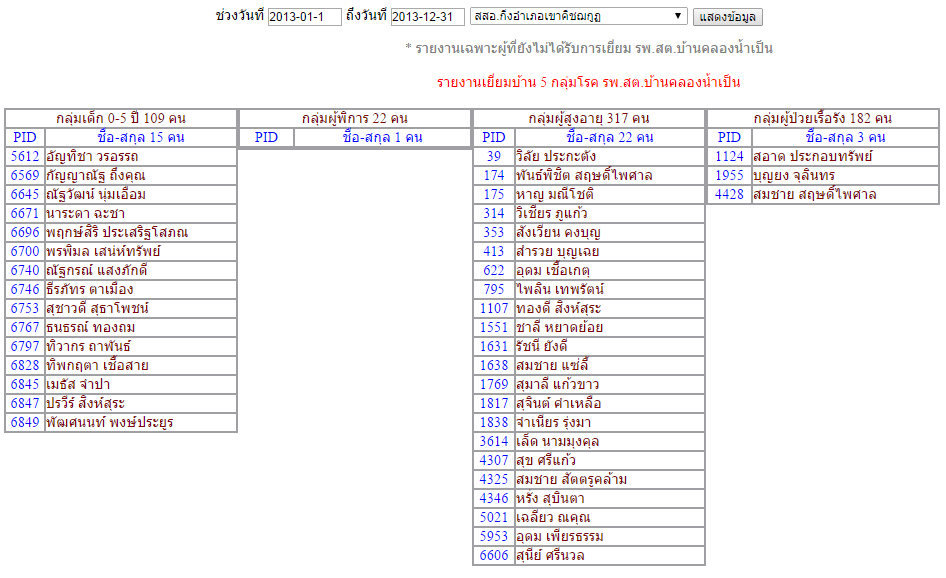 ช่วงวันที่ 2013-01-1 ถึงวันที่ 2013-12-31 สสอ.กิ่งอำเภอเขาคิชฌกูฏ แสดงข้อมูล
* รายงานเฉพาะผู้ที่ยังไม่ได้รับการเยี่ยม รพ.สต.บ้านคลองน้ำเป็น
รายงานเยี่ยมบ้าน 5 กลุ่มโรค รพ.สต.บ้านคลองน้ำเป็น
กลุ่มเด็ก 0-5 ปี 109 คน
PID ชื่อ-สกุล 15 คน
5612 อัญทิชา วรอรรถ
6569 กัญญาณัฐ ถึงคุณ
6645 ณัฐวัฒน์ นุ่มเอื้อม
6671 นาระดา ฉะชา
6696 พฤกษ์สิริ ประเสริฐโสภณ
6700 พรพิมล เสน่ห์ทรัพย์
6740 ณัฐกรณ์ แสงภักดี
6746 ธีรภัทร ตาเมือง
6753 สุชาวดี สุธาโพชน์
6767 ธนธรณ์ ทองถม
6797 ทิวากร ถาพันธ์
6828 ทิพกฤตา เชื้อสาย
6845 เมธัส จำปา
6847 ปรวีร์ สิงห์สุระ
6849 พัฒศนนท์ พงษ์ประยูร
กลุ่มผู้พิการ 22 คน
PID ชื่อ-สกุล 1 คน
กลุ่มผู้สูงอายุ 317 คน
PID ชื่อ-สกุล 22 คน
39 วิลัย ประกะตัง
174 พันธ์พิชิต สฤษดิ์ไพศาล
175 หาญ มณีโชติ
314 วิเชียร ภูแก้ว
353 สังเวียน คงบุญ
413 สำรวย บุญเฉย
622 อุดม เชื้อเกตุ
795 ไพลิน เทพรัตน์
1107 ทองดี สิงห์สุระ
1551 ชาลี หยาดย้อย
1631 รัชนี ยังดี
1638 สมชาย แซ่ลี้
1769 สุมาลี แก้วขาว
1817 สุจินต์ คำเหลือ
1838 จำเนียร รุ่งมา
3614 เล็ด นามมุงคุล
4307 สุข ศรีแก้ว
4325 สมชาย สัตตรูคล้าม
4346 หรั่ง สุบินตา
5021 เฉลียว ณคุณ
5953 อุดม เพียรธรรม
6606 สุนีย์ ศรีนวล
กลุ่มผู้ป่วยเรื้อรัง 182 คน
PID ชื่อ-สกุล 3 คน
1124 สอาด ประกอบทรัพย์
1955 บุญยง จุลินทร
4428 สมชาย สฤษดิ์ไพศาล